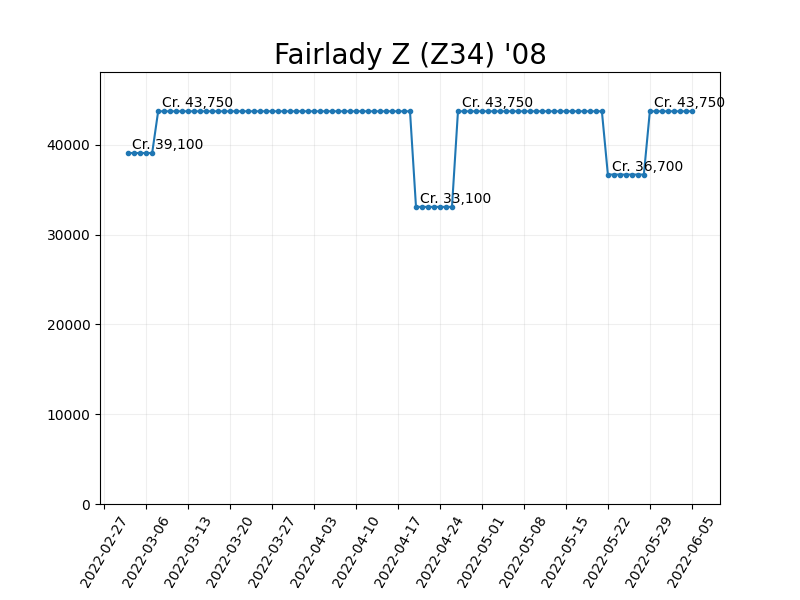 Fairlady Z (Z34) '08
Cr. 43,750
Cr. 43,750
Cr. 43,750
Cr. 39,100
Cr. 36,700
Cr. 33,100
40000
30000
20000
10000
0
2022-02-27
2022-03-06
2022-03-13
2022-03-20
2022-03-27
2022-04-03
2022-04-10
2022-04-17
2022-04-24
2022-05-01
2022-05-08
2022-05-15
2022-05-22
2022-05-29
2022-06-05